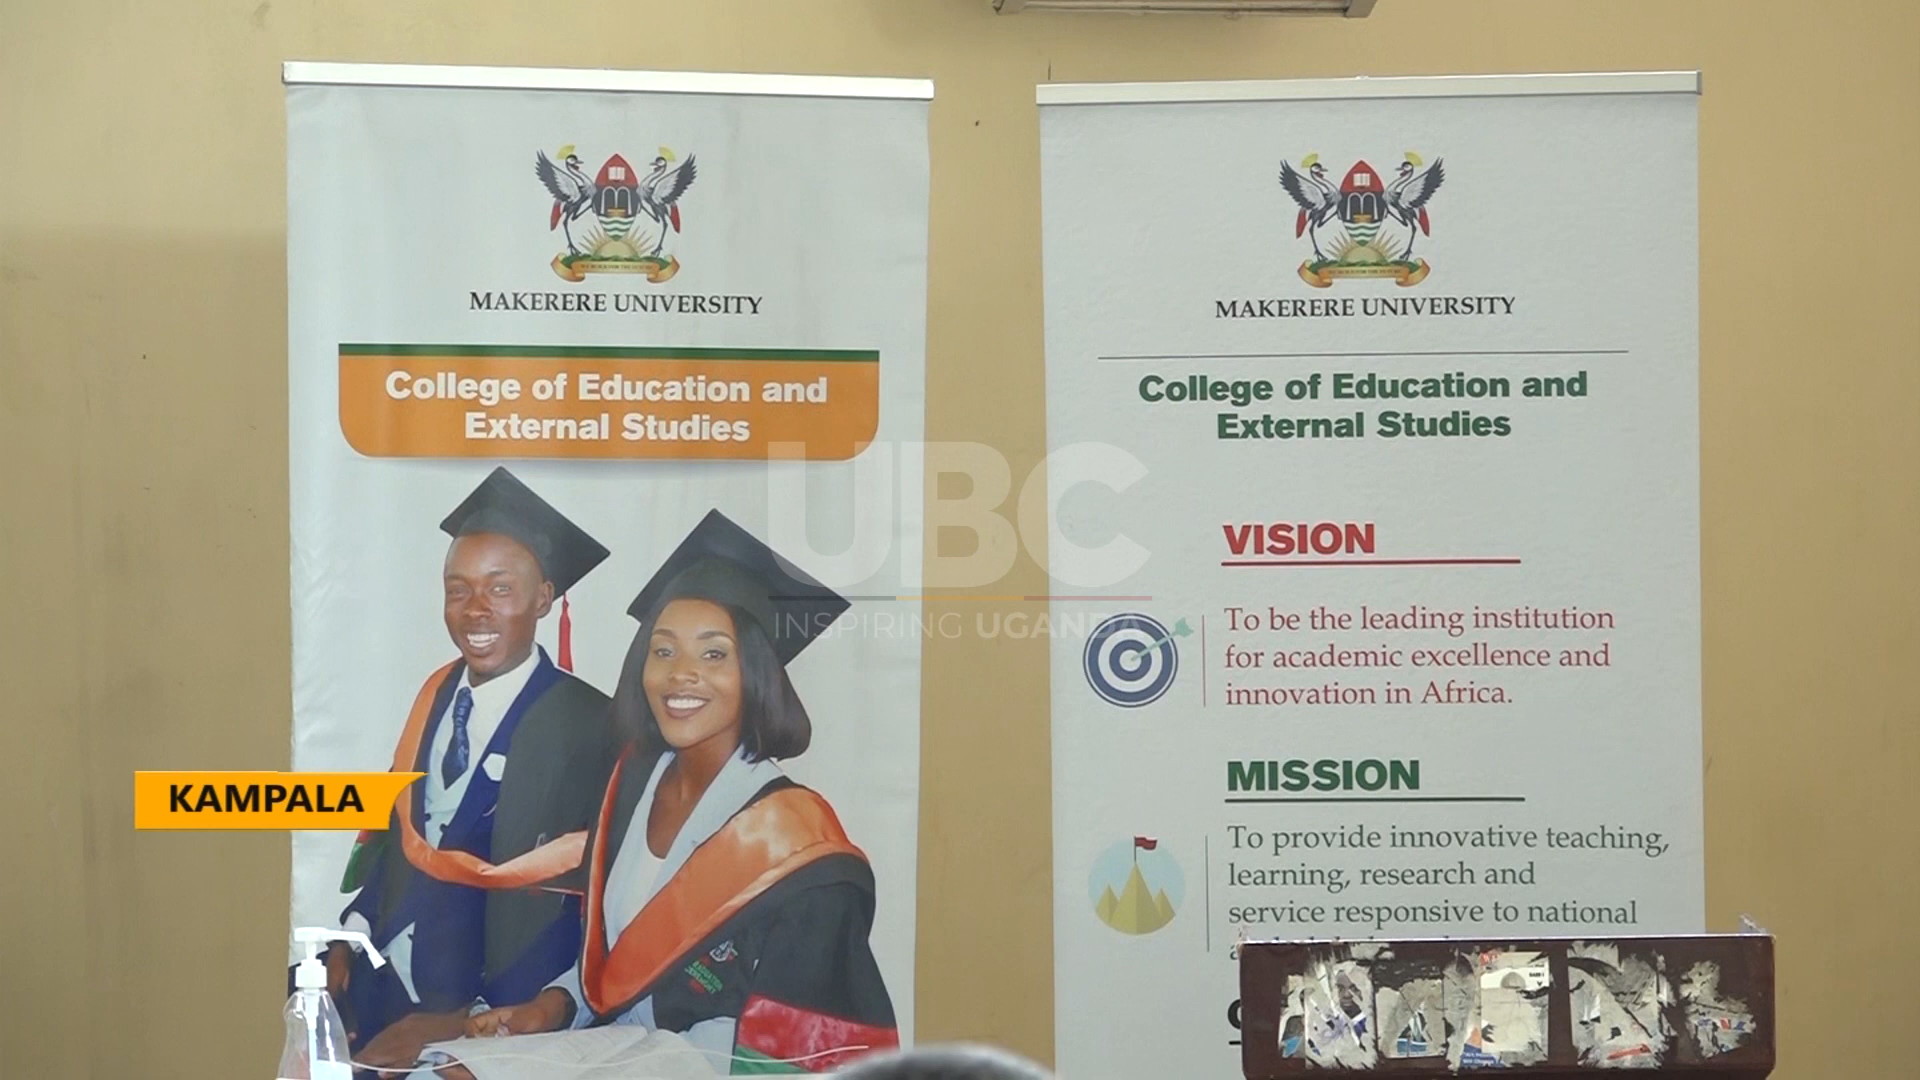 MAKERERE UNIVERSITY
College of Education and
External Studies
MAKERERE UNIVERSITY
College of Education and
External Studies
VISION
To be the leading institution
for academic excellence and
innovation in Africa.
MISSION
To provide innovative teaching,
learning, research and
service responsive to national
UBC
INSPIRING UGANDA
KAMPALA